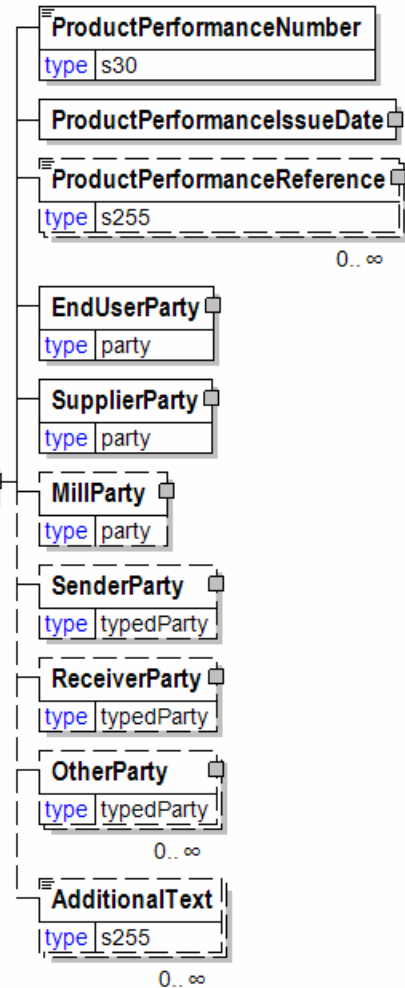 ProductPerformanceNumber
type s30
ProductPerformanceIssueDate
ProductPerformanceReference
type s255
0.. ∞
EndUserParty
type party
SupplierParty
type party
MillParty
type party
SenderParty
type typedParty
ReceiverParty
type typedParty
OtherParty
type typedParty
0.. ∞
AdditionalText
type s255
0.. ∞